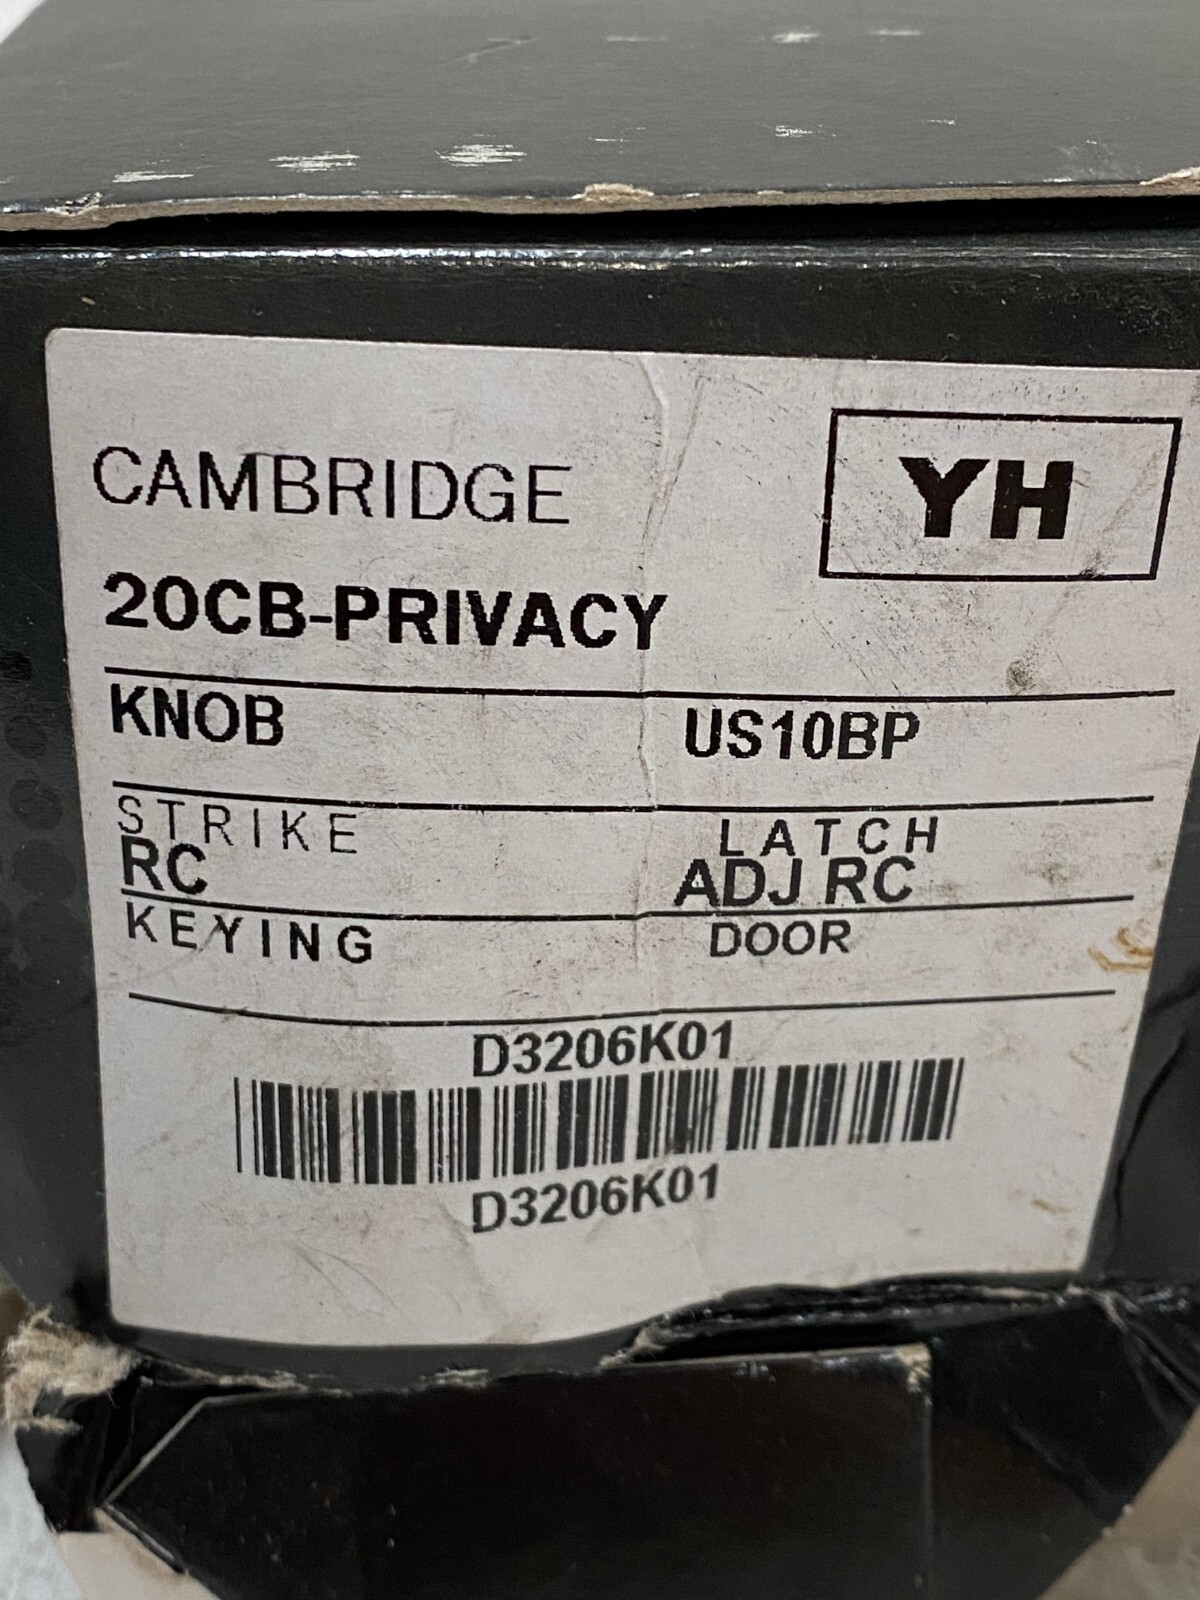 CAMBRIDGE
YH
20CB-PRIVACY
KNOB US10BP
STRIKE LATCH
RC ADJ RC
KEYING DOOR
D3206K01
D3206K01